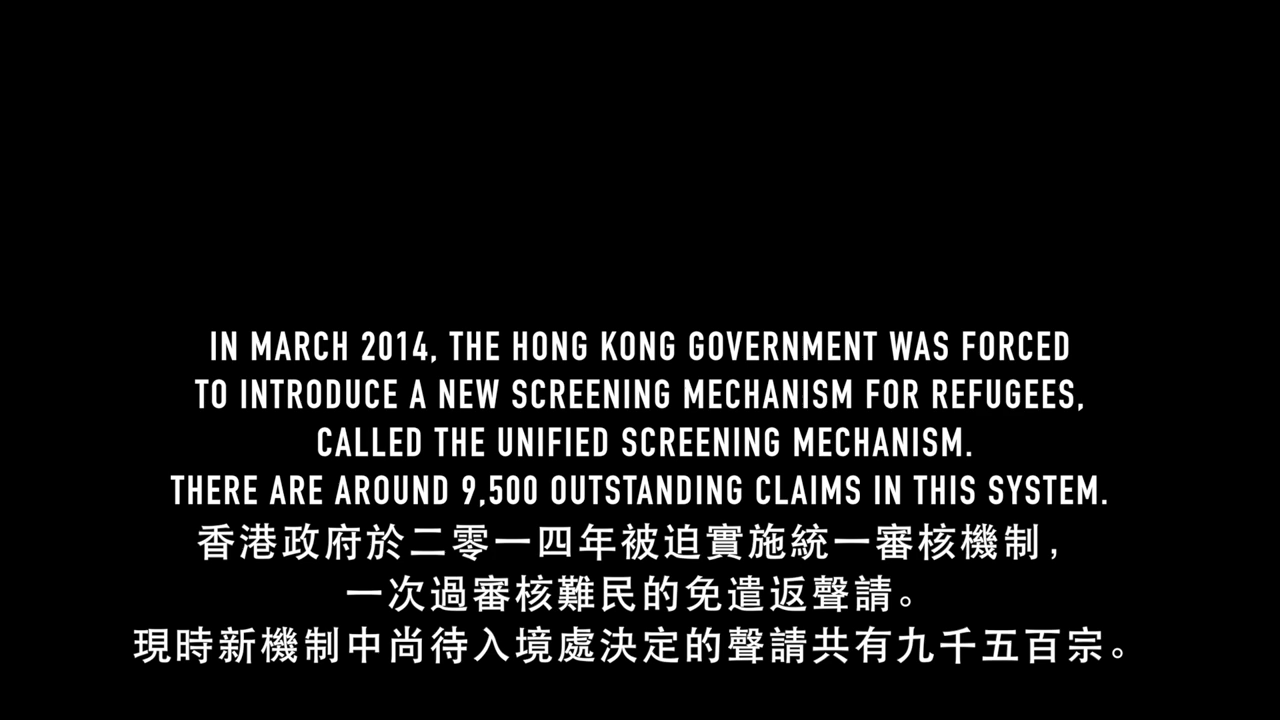 IN MARCH 2014, THE HONG KONG GOVERNMENT WAS FORCED
TO INTRODUCE A NEW SCREENING MECHANISM FOR REFUGEES,
CALLED THE UNIFIED SCREENING MECHANISM.
THERE ARE AROUND 9,500 OUTSTANDING CLAIMS IN THIS SYSTEM.
香港政府於二零一四年被迫實施統一審核機制，
一次過審核難民的免遣返聲請。
現時新機制中尚待入境處決定的聲請共有九千五百宗。